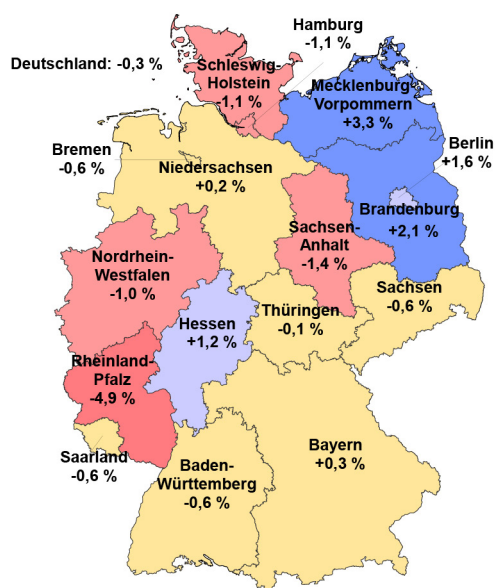 Hamburg
-1,1 %
Deutschland: -0,3 %
Schleswig-
Holstein
-1,1 %
Mecklenburg-
Vorpommern
+3,3 %
Bremen
-0,6 %
Berlin
+1,6 %
Niedersachsen
+0,2 %
Brandenburg
+2,1 %
Sachsen-
Anhalt
-1,4 %
Nordrhein-
Westfalen
-1,0 %
Sachsen
-0,6 %
Thüringen
-0,1 %
Hessen
+1,2 %
Rheinland-
Pfalz
-4,9 %
Saarland
-0,6 %
Baden-
Württemberg
-0,6 %
Bayern
+0,3 %